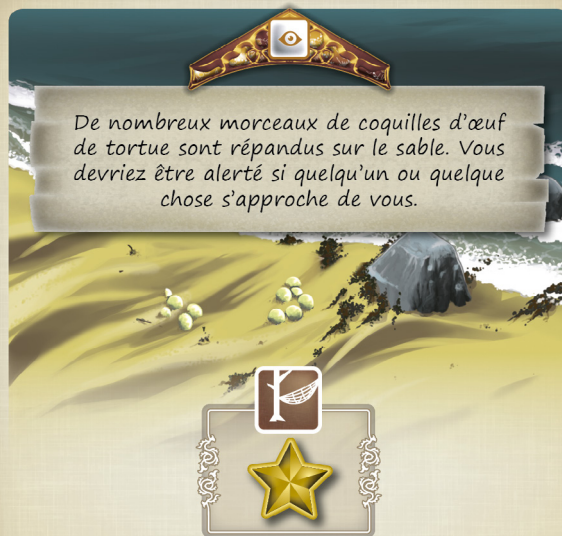 De nombreux morceaux de coquilles d'œuf
de tortue sont répandus sur le sable. Vous
devriez être alerté si quelqu'un ou quelque
chose s'approche de vous.